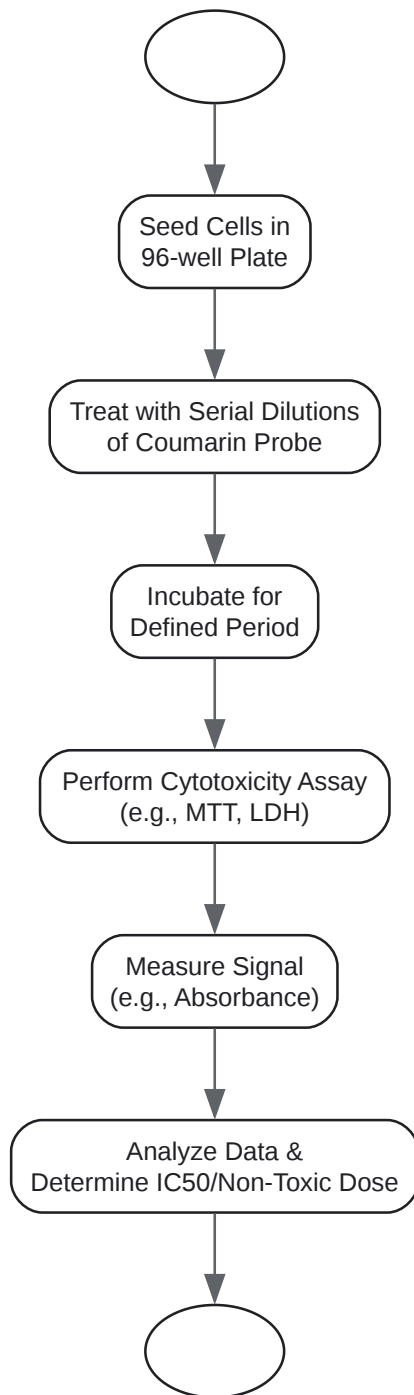 Seed Cells in
96-well Plate
Treat with Serial Dilutions
of Coumarin Probe
Incubate for
Defined Period
Perform Cytotoxicity Assay
(e.g., MTT, LDH)
Measure Signal
(e.g., Absorbance)
Analyze Data &
Determine IC50/Non-Toxic Dose